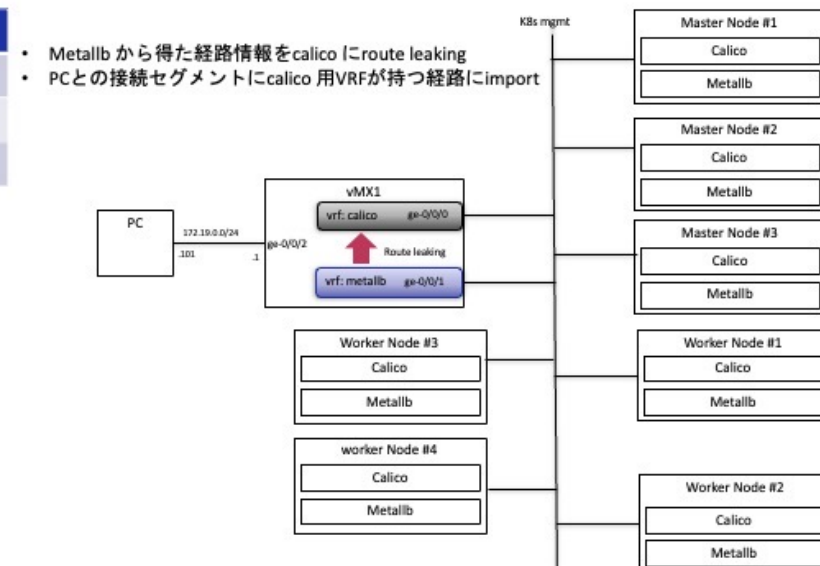 • Metallb から得た経路情報をcalico にroute leaking
• PCとの接続セグメントにcalico 用VRFが持つ経路にimport
K8s mgmt
Master Node #1
Calico
Metallb
Master Node #2
Calico
Metallb
Master Node #3
Calico
Metallb
vMX1
vrf: calico ge-0/0/0
Route leaking
vrf: metallb ge-0/0/1
ge-0/0/2
PC
172.19.0.0/24
.101
.1
Worker Node #3
Calico
Metallb
Worker Node #1
Calico
Metallb
worker Node #4
Calico
Metallb
Worker Node #2
Calico
Metallb